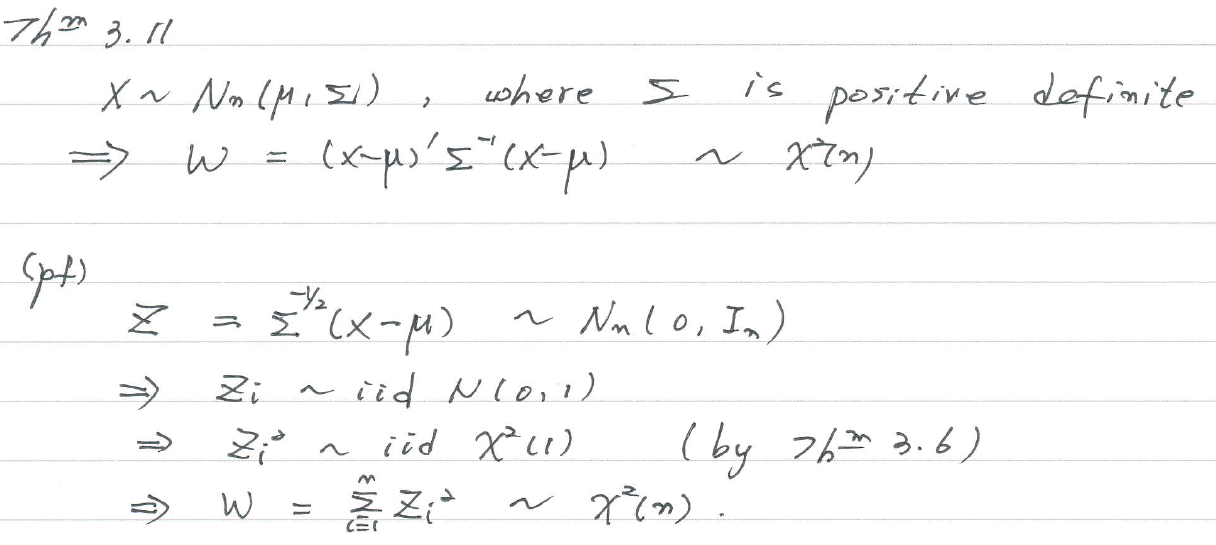 Thm 3.11
X ~ Nn(μ, Σ), where Σ is positive definite
⇒ W = (X-μ)'Σ⁻¹(X-μ) ~ χ²(n)
(pf)
Z = Σ^(-1/2)(X-μ) ~ Nn(0, In)
⇒ Zi ~ iid N(0,1)
⇒ Zi² ~ iid χ²(1) (by Thm 3.6)
⇒ W = Σ_{i=1}^{n} Zi² ~ χ²(n).